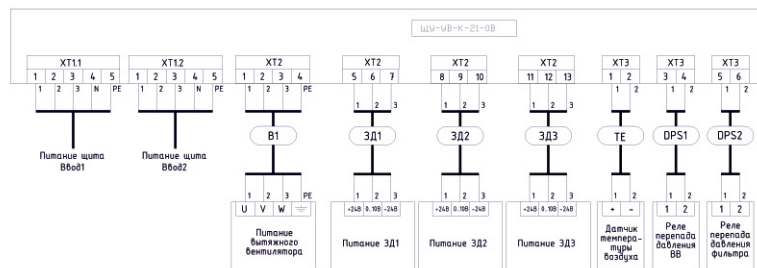 ШУ-УВ-К-21-0В
XT1.1 XT1.2 XT2 XT2 XT2 XT2 XT3 XT3 XT3
1 2 3 4 5 1 2 3 4 5 1 2 3 4 5 6 7 8 9 10 11 12 13 1 2 3 4 5 6
1 2 3 N PE 1 2 3 N PE 1 2 3 PE 1 2 3 1 2 3 1 2 3 1 2 1 2 1 2
В1 ЗД1 ЗД2 ЗД3 TE DPS1 DPS2
Питание щита
Ввод1
Питание щита
Ввод2
1 2 3 PE 1 2 3 1 2 3 1 2 3 1 2 1 2 1 2
U V W +24В 0.10В -24В +24В 0.10В -24В +24В 0.10В -24В + - 1 2 1 2
Питание
вытяжного
вентилятора
Питание ЗД1
Питание ЗД2
Питание ЗД3
Датчик
темпера-
туры
воздуха
Реле
перепада
давления
ВВ
Реле
перепада
давления
фильтра